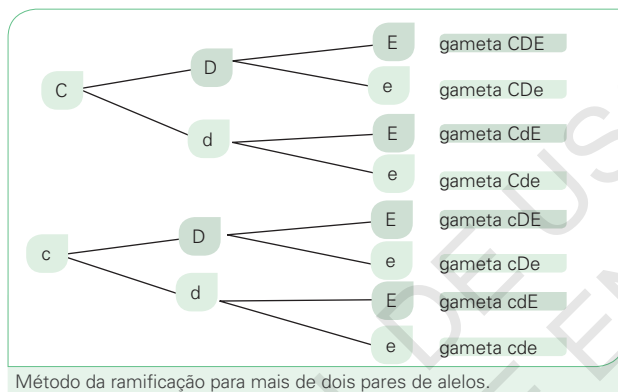 E gameta CDE
D
C e gameta CDe
E gameta CdE
d
e gameta Cde
E gameta cDE
D
c e gameta cDe
d E gameta cdE
e gameta cde
Método da ramificação para mais de dois pares de alelos.